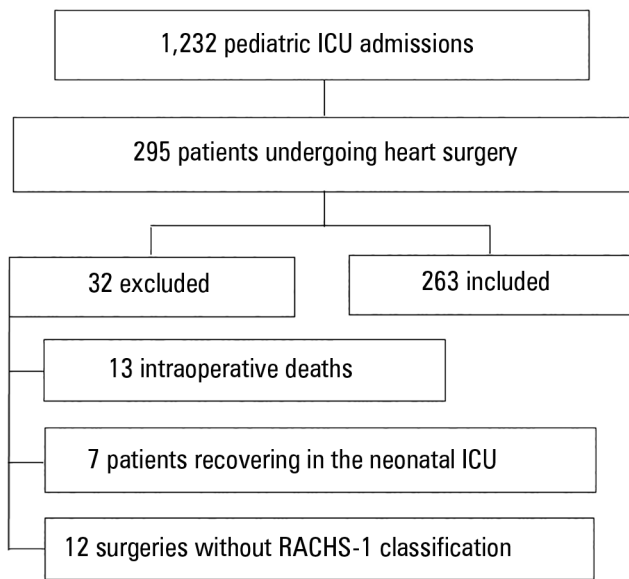 1,232 pediatric ICU admissions
295 patients undergoing heart surgery
32 excluded
263 included
13 intraoperative deaths
7 patients recovering in the neonatal ICU
12 surgeries without RACHS-1 classification